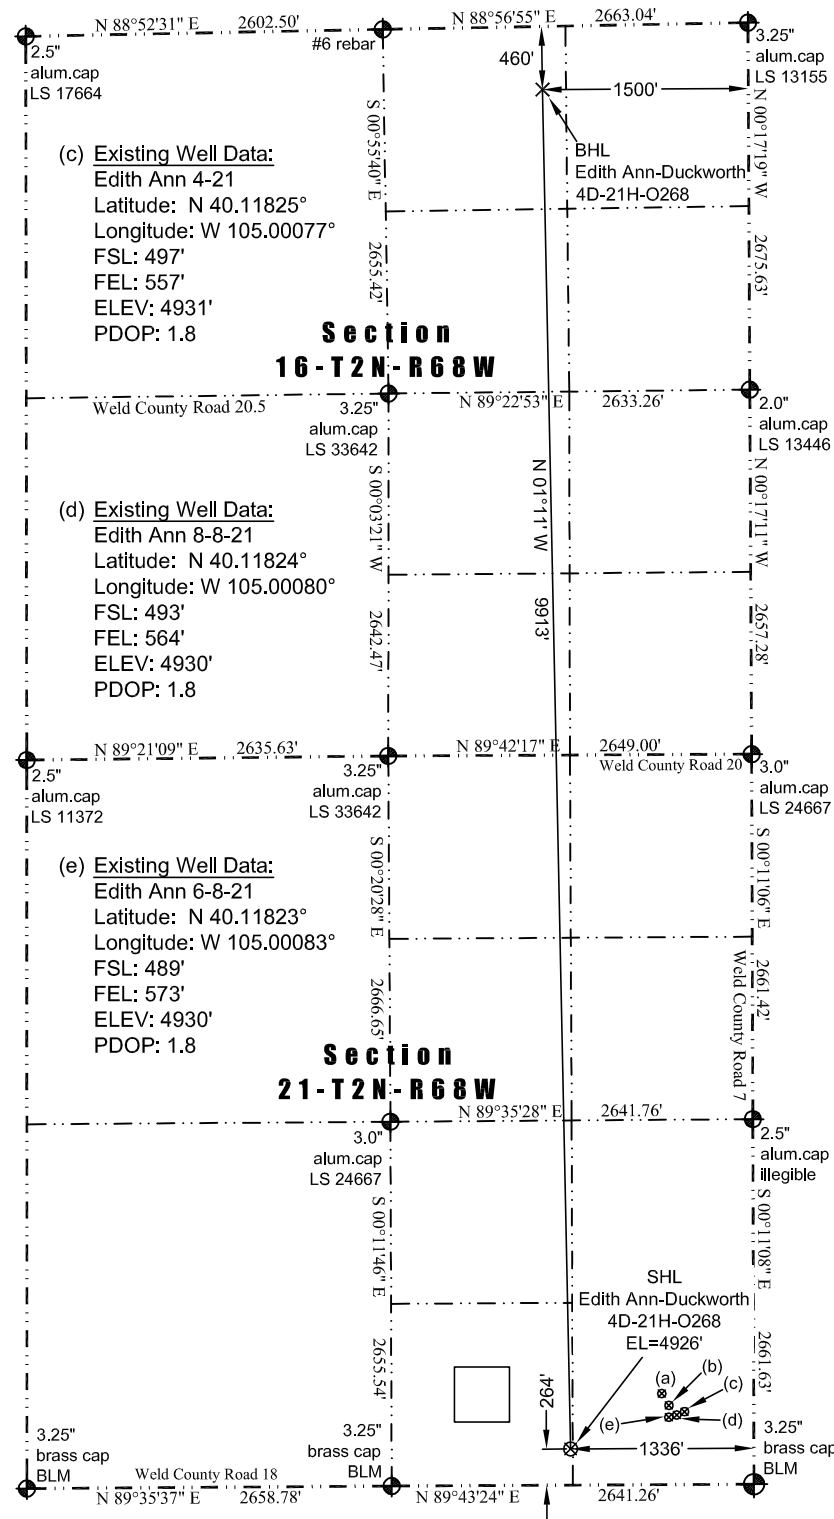 N 88°52'31" E 2602.50'
N 88°56'55" E 2663.04'
2.5"
alum.cap
LS 17664
#6 rebar
460'
3.25"
alum.cap
LS 13155
1500'
S 00°55'40" E
2655.42'
N 00°17'19" W
2675.63'
BHL
Edith Ann-Duckworth
4D-21H-O268
(c) Existing Well Data:
Edith Ann 4-21
Latitude: N 40.11825°
Longitude: W 105.00077°
FSL: 497'
FEL: 557'
ELEV: 4931'
PDOP: 1.8
Section
16-T2N-R68W
Weld County Road 20.5
3.25"
alum.cap
LS 33642
N 89°22'53" E 2633.26'
2.0"
alum.cap
LS 13446
S 00°03'21" W
2642.47'
N 01°11' W
9913'
N 00°17'11" W
2657.28'
(d) Existing Well Data:
Edith Ann 8-8-21
Latitude: N 40.11824°
Longitude: W 105.00080°
FSL: 493'
FEL: 564'
ELEV: 4930'
PDOP: 1.8
N 89°21'09" E 2635.63'
N 89°42'17" E 2649.00'
Weld County Road 20
2.5"
alum.cap
LS 11372
3.25"
alum.cap
LS 33642
3.0"
alum.cap
LS 24667
S 00°20'28" E
2666.65'
S 00°11'06" E
2661.42'
Weld County Road 7
(e) Existing Well Data:
Edith Ann 6-8-21
Latitude: N 40.11823°
Longitude: W 105.00083°
FSL: 489'
FEL: 573'
ELEV: 4930'
PDOP: 1.8
Section
21-T2N-R68W
N 89°35'28" E 2641.76'
3.0"
alum.cap
LS 24667
2.5"
alum.cap
illegible
S 00°11'46" E
2655.54'
S 00°11'08" E
2661.63'
SHL
Edith Ann-Duckworth
4D-21H-O268
EL=4926'
264'
(a)
(b)
(c)
(d)
(e)
1336'
3.25"
brass cap
BLM
3.25"
brass cap
BLM
3.25"
brass cap
BLM
Weld County Road 18
N 89°35'37" E 2658.78'
N 89°43'24" E 2641.26'